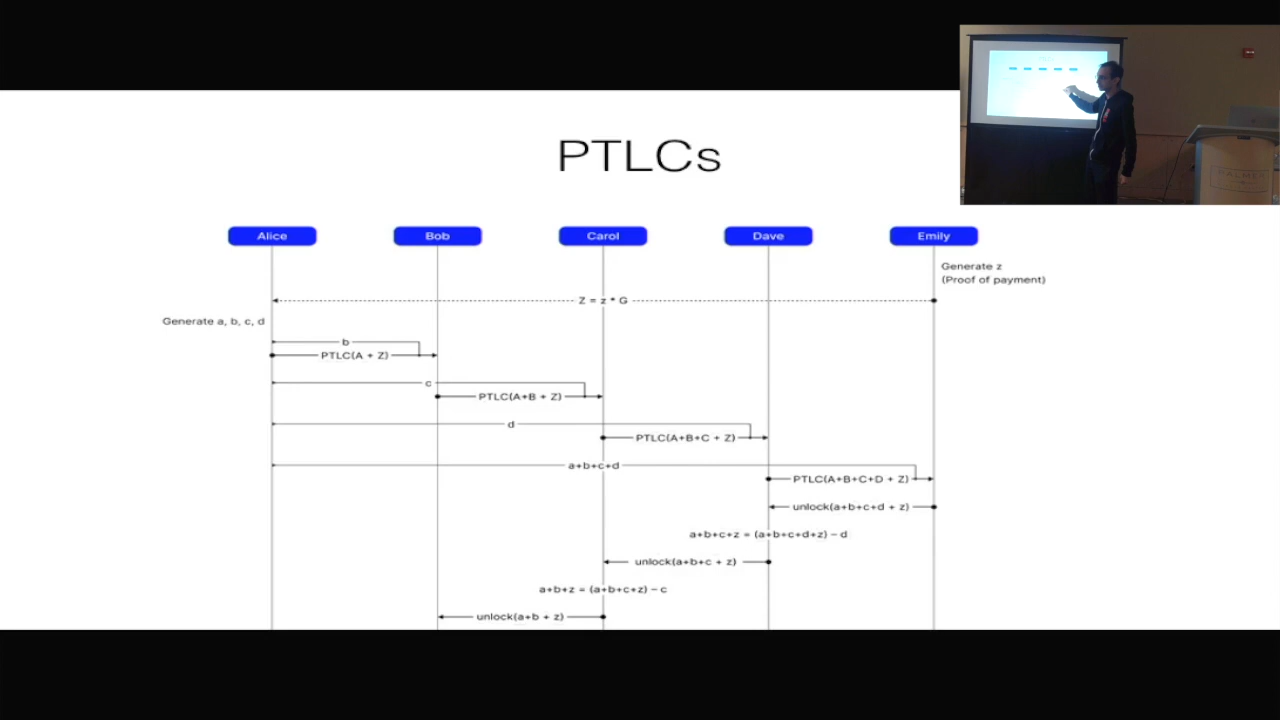 PTLCs
Alice
Bob
Carol
Dave
Emily
Generate z
(Proof of payment)
Z = z * G
Generate a, b, c, d
b
PTLC(A + Z)
c
PTLC(A+B + Z)
d
PTLC(A+B+C + Z)
a+b+c+d
PTLC(A+B+C+D + Z)
unlock(a+b+c+d + z)
a+b+c+z = (a+b+c+d+z) – d
unlock(a+b+c + z)
a+b+z = (a+b+c+z) – c
unlock(a+b + z)